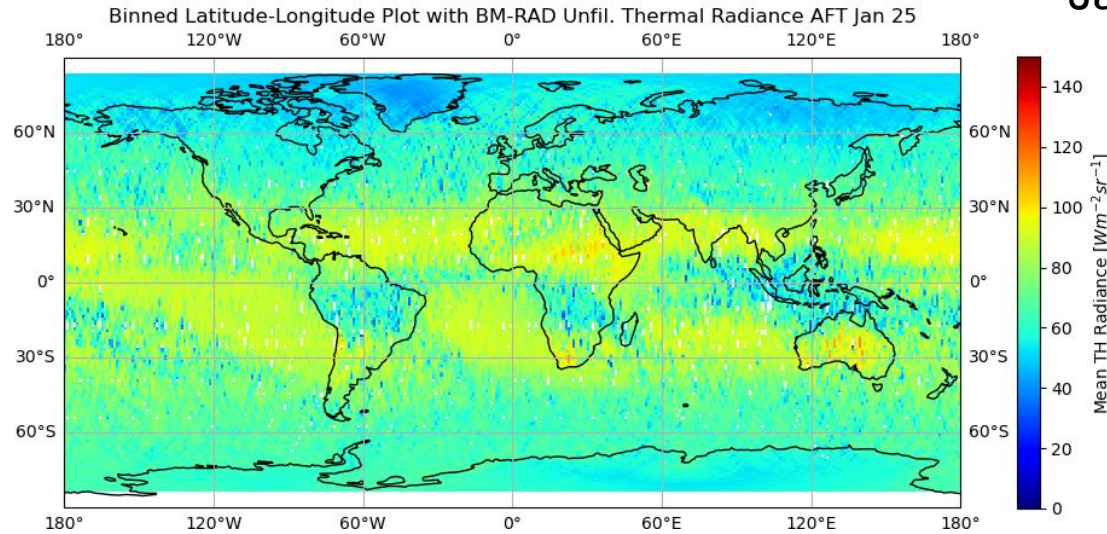 Binned Latitude-Longitude Plot with BM-RAD Unfil. Thermal Radiance AFT Jan 25
180° 120°W 60°W 0° 60°E 120°E 180°
60°N 60°N
30°N 30°N
0° 0°
30°S 30°S
60°S 60°S
180° 120°W 60°W 0° 60°E 120°E 180°
140
120
100
80
60
40
20
0
Mean TH Radiance [Wm⁻²sr⁻¹]